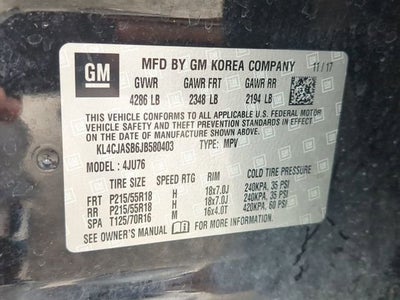 GM
MFD BY GM KOREA COMPANY 11/17
GVWR GAWR FRT GAWR RR
4286 LB 2348 LB 2194 LB
THIS VEHICLE CONFORMS TO ALL APPLICABLE U.S. FEDERAL MOTOR
VEHICLE SAFETY, BUMPER, AND THEFT PREVENTION STANDARDS
IN EFFECT ON THE DATE OF MANUFACTURE SHOWN ABOVE.
KL4CJASB6JB580403 TYPE: MPV
MODEL: 4JU76
TIRE SIZE SPEED RTG RIM COLD TIRE PRESSURE
FRT P215/55R18 H 18x7.0J 240KPA, 35 PSI
RR P215/55R18 H 18x7.0J 240KPA, 35 PSI
SPA T125/70R16 M 16x4.0T 420KPA, 60 PSI
SEE OWNER'S MANUAL FOR MORE INFORMATION.